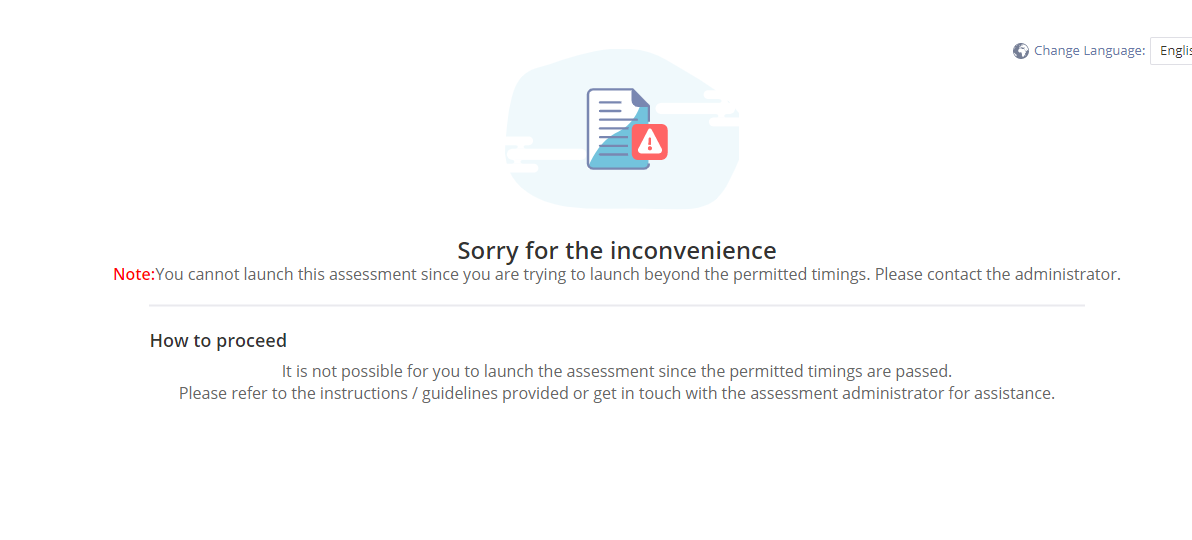 Change Language:
Sorry for the inconvenience
Note:You cannot launch this assessment since you are trying to launch beyond the permitted timings. Please contact the administrator.
How to proceed
It is not possible for you to launch the assessment since the permitted timings are passed.
Please refer to the instructions / guidelines provided or get in touch with the assessment administrator for assistance.